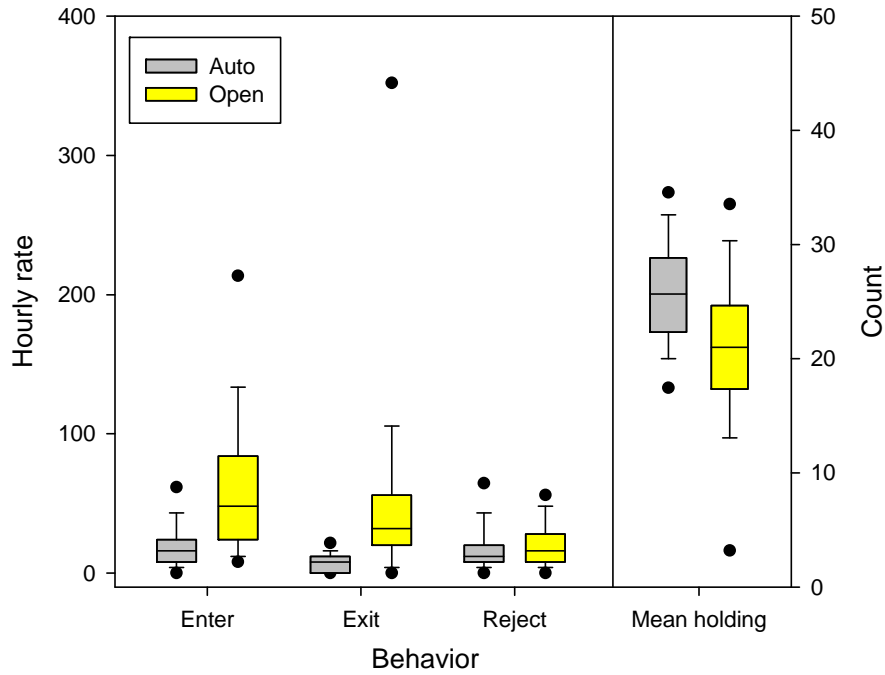 400
300
200
100
0
Hourly rate
Auto
Open
50
40
30
20
10
0
Count
Enter
Exit
Reject
Mean holding
Behavior